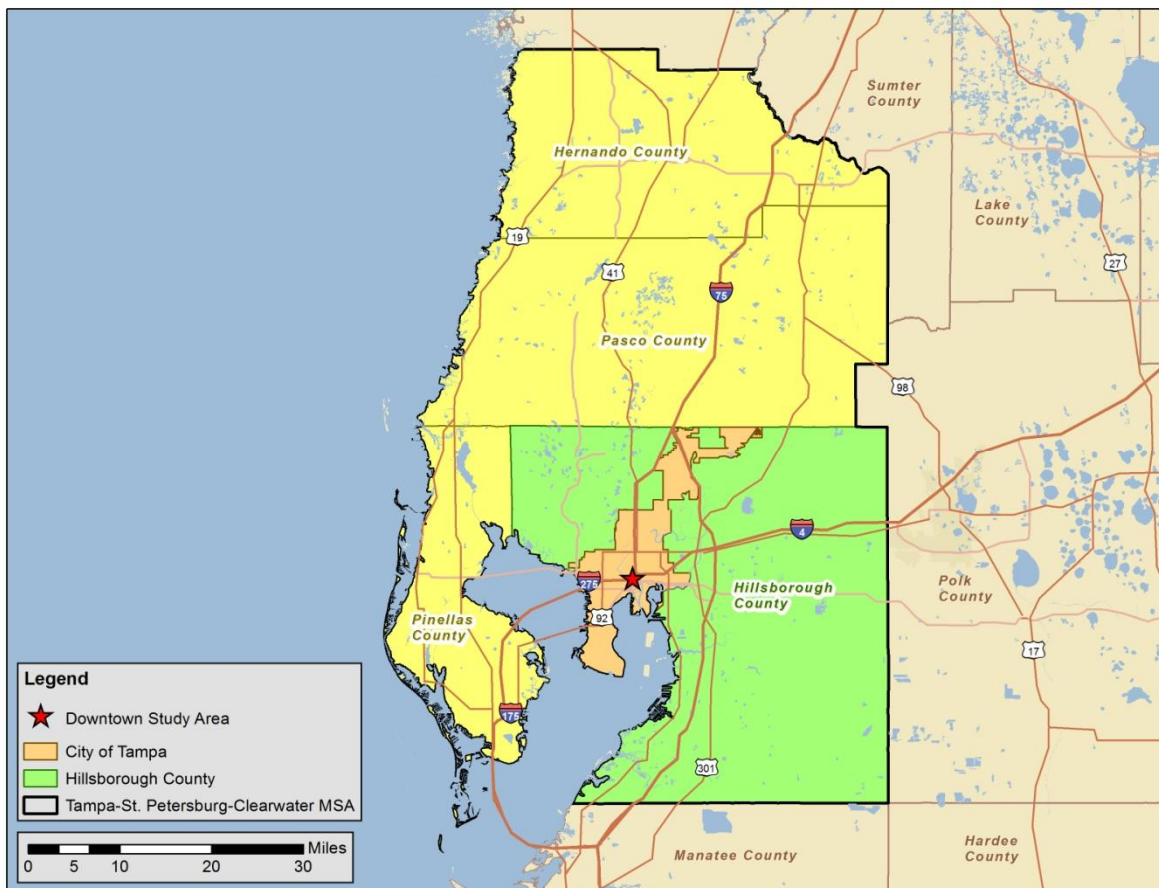 Sumter
County
Hernando County
Lake
County
19
41
27
75
Pasco County
98
4
275
Hillsborough
County
Polk
County
Pinellas
County
92
17
175
301
Manatee County
Hardee
County
Legend
Downtown Study Area
City of Tampa
Hillsborough County
Tampa-St. Petersburg-Clearwater MSA
Miles
0 5 10 20 30